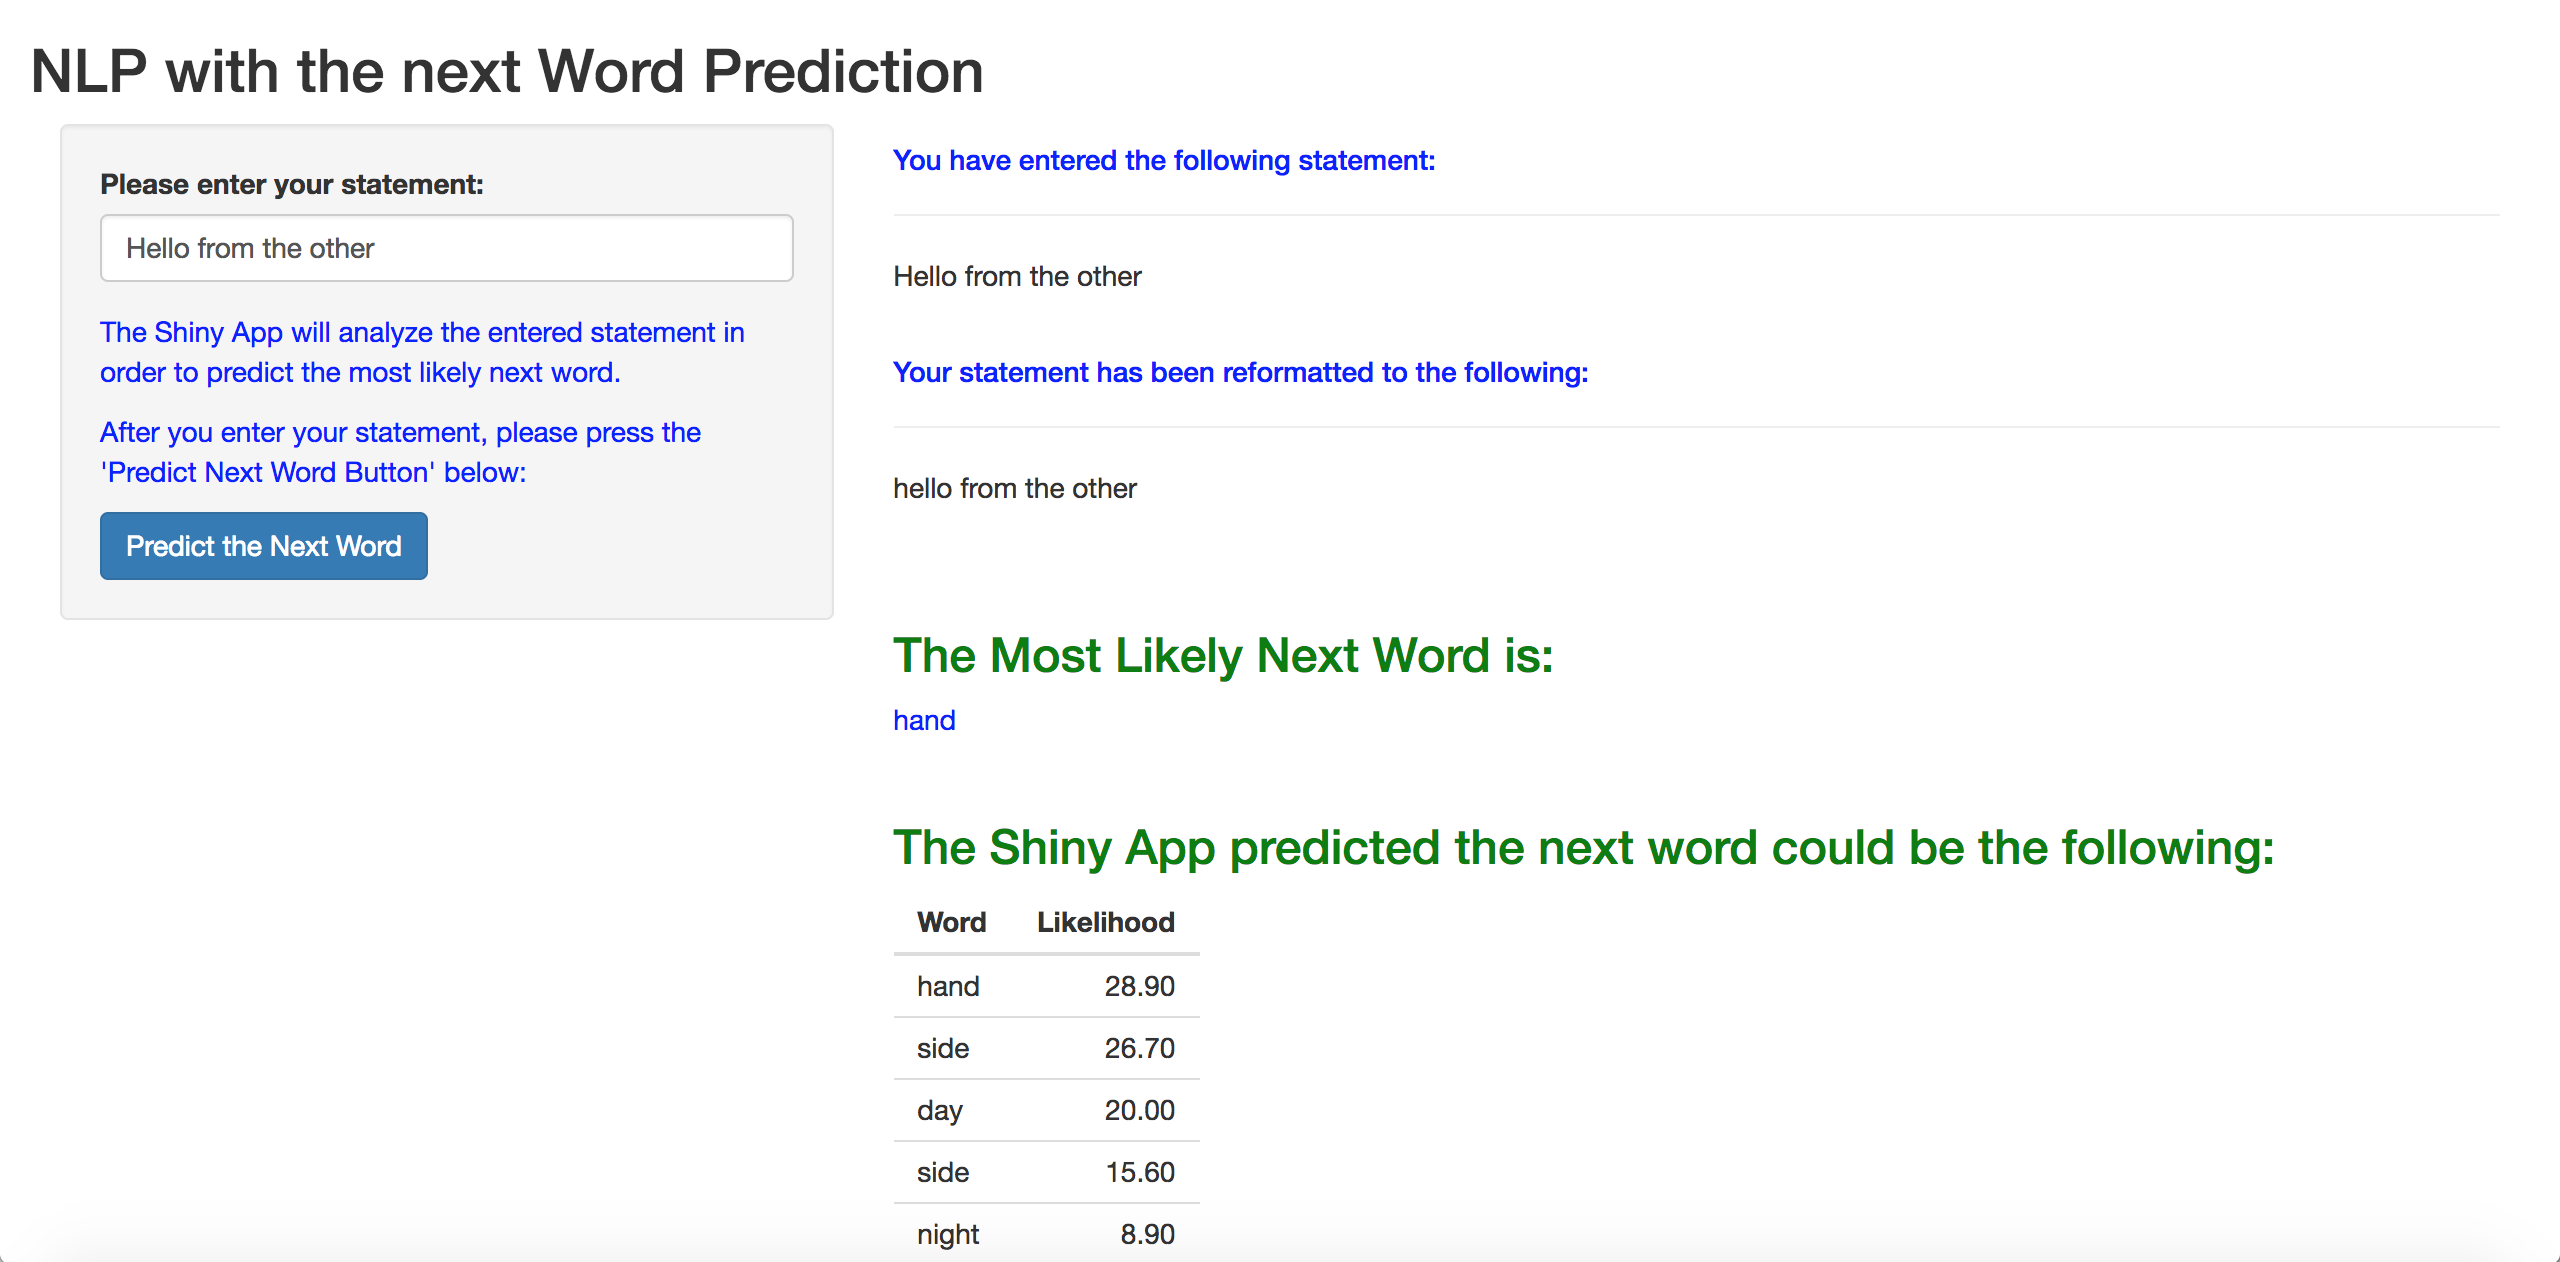 NLP with the next Word Prediction
Please enter your statement:
Hello from the other
The Shiny App will analyze the entered statement in
order to predict the most likely next word.
After you enter your statement, please press the
'Predict Next Word Button' below:
Predict the Next Word
You have entered the following statement:
Hello from the other
Your statement has been reformatted to the following:
hello from the other
The Most Likely Next Word is:
hand
The Shiny App predicted the next word could be the following:
Word Likelihood
hand 28.90
side 26.70
day 20.00
side 15.60
night 8.90